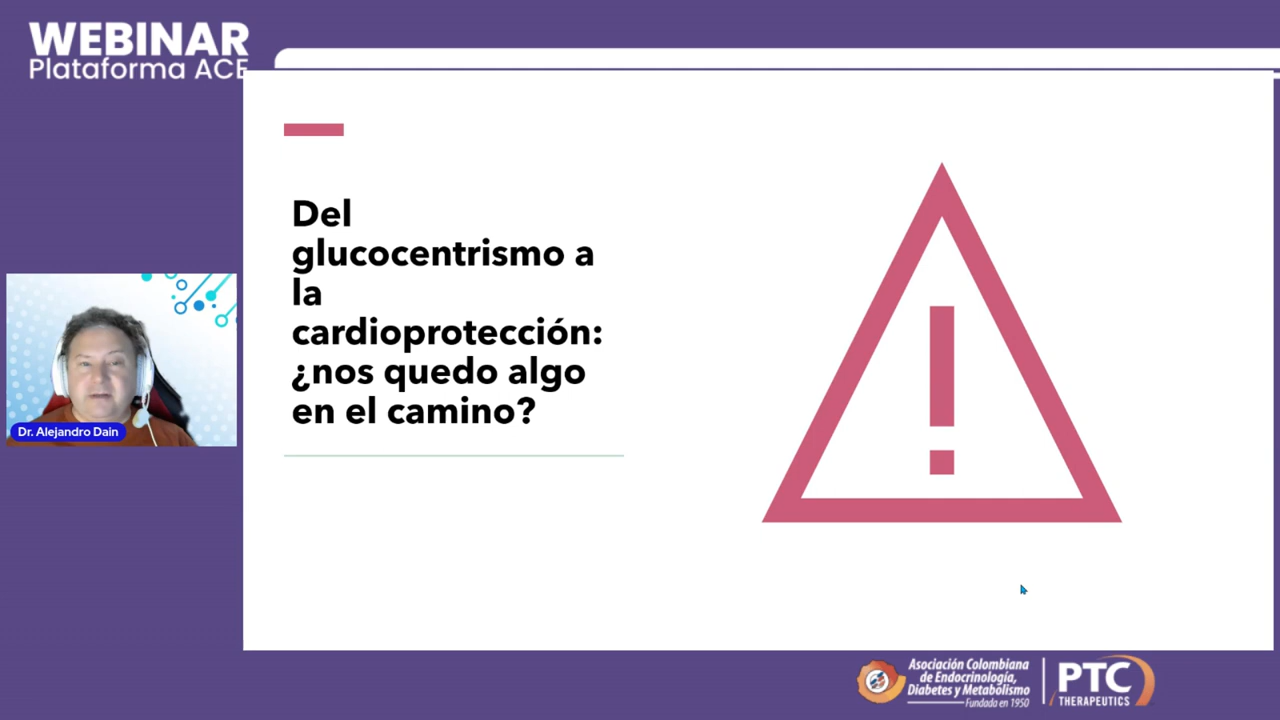 WEBINAR
Plataforma ACE
Del
glucocentrismo a
la
cardioprotección:
¿nos quedo algo
en el camino?
Dr. Alejandro Dain
Asociación Colombiana
de Endocrinología,
Diabetes y Metabolismo
Fundada en 1950
PTC
THERAPEUTICS